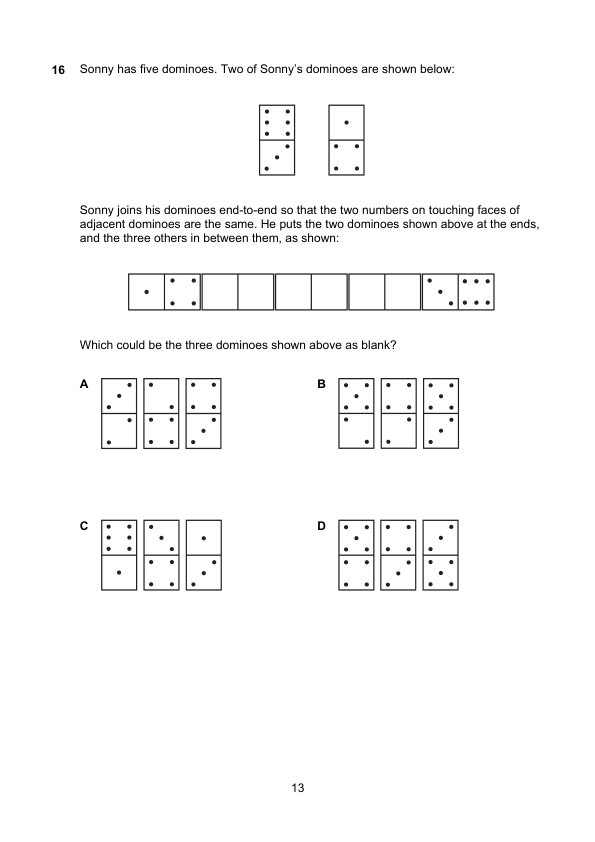 16 Sonny has five dominoes. Two of Sonny’s dominoes are shown below:
Sonny joins his dominoes end-to-end so that the two numbers on touching faces of
adjacent dominoes are the same. He puts the two dominoes shown above at the ends,
and the three others in between them, as shown:
Which could be the three dominoes shown above as blank?
A
B
C
D
13